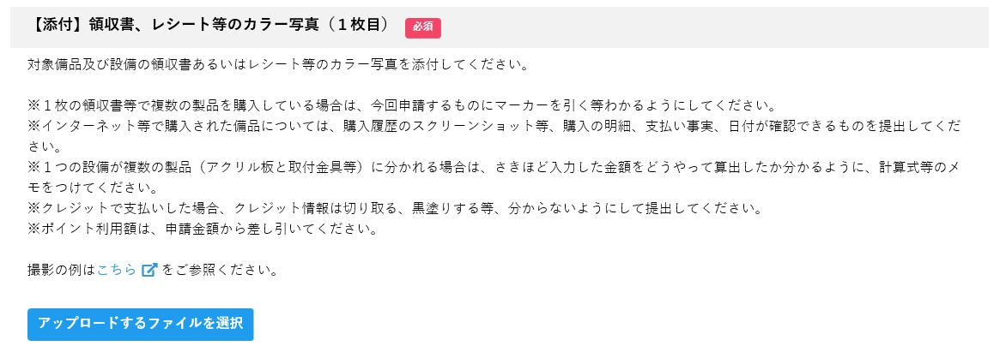 【添付】領収書、レシート等のカラー写真（１枚目） 必須
対象備品及び設備の領収書あるいはレシート等のカラー写真を添付してください。
※１枚の領収書等で複数の製品を購入している場合は、今回申請するものにマーカーを引く等わかるようにしてください。
※インターネット等で購入された備品については、購入履歴のスクリーンショット等、購入の明細、支払い事実、日付が確認できるものを提出してくだ
さい。
※１つの設備が複数の製品（アクリル板と取付金具等）に分かれる場合は、さきほど入力した金額をどうやって算出したか分かるように、計算式等のメ
モをつけてください。
※クレジットで支払いした場合、クレジット情報は切り取る、黒塗りする等、分からないようにして提出してください。
※ポイント利用額は、申請金額から差し引いてください。
撮影の例はこちら をご参照ください。
アップロードするファイルを選択